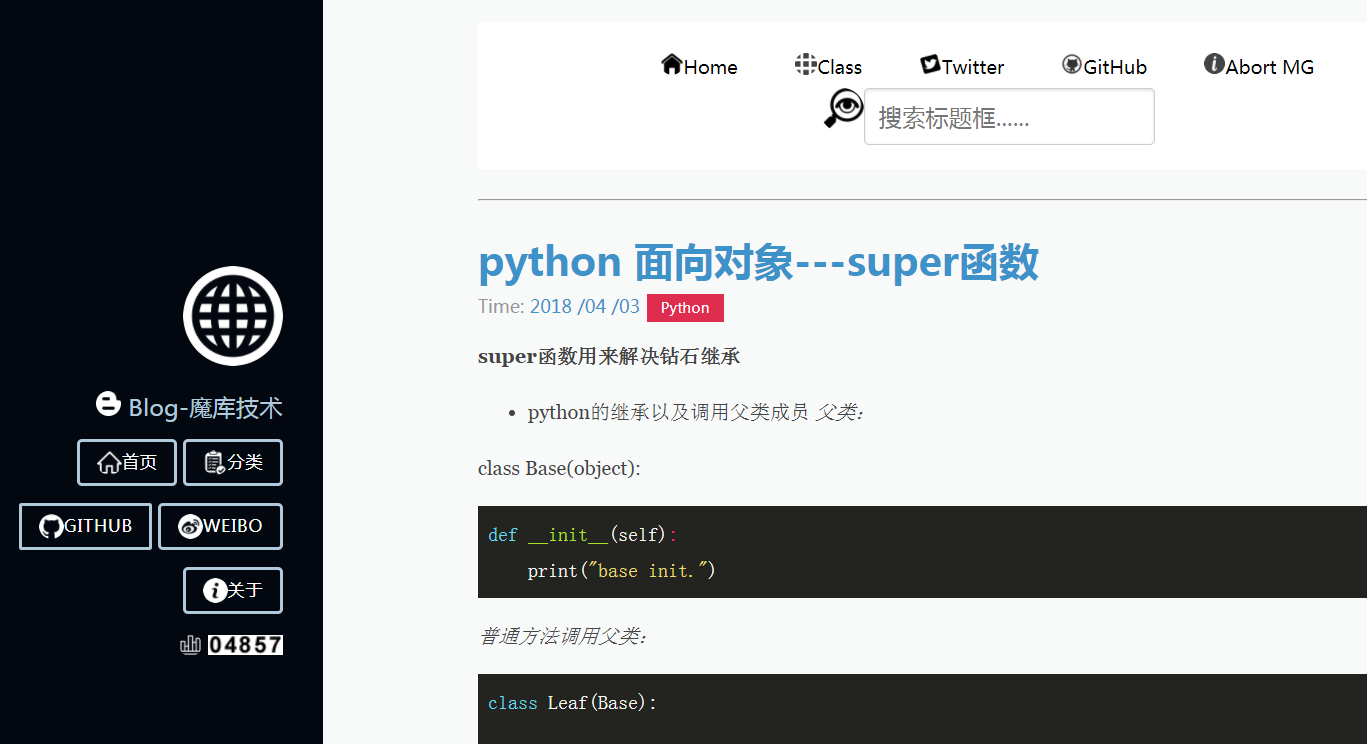 Blog-魔库技术
首页 分类
GITHUB WEIBO
关于
04857
Home Class Twitter GitHub Abort MG
搜索标题框......
python 面向对象---super函数
Time: 2018 /04 /03 Python
super函数用来解决钻石继承
• python的继承以及调用父类成员 父类:
class Base(object):
def __init__(self):
    print("base init.")
普通方法调用父类:
class Leaf(Base):